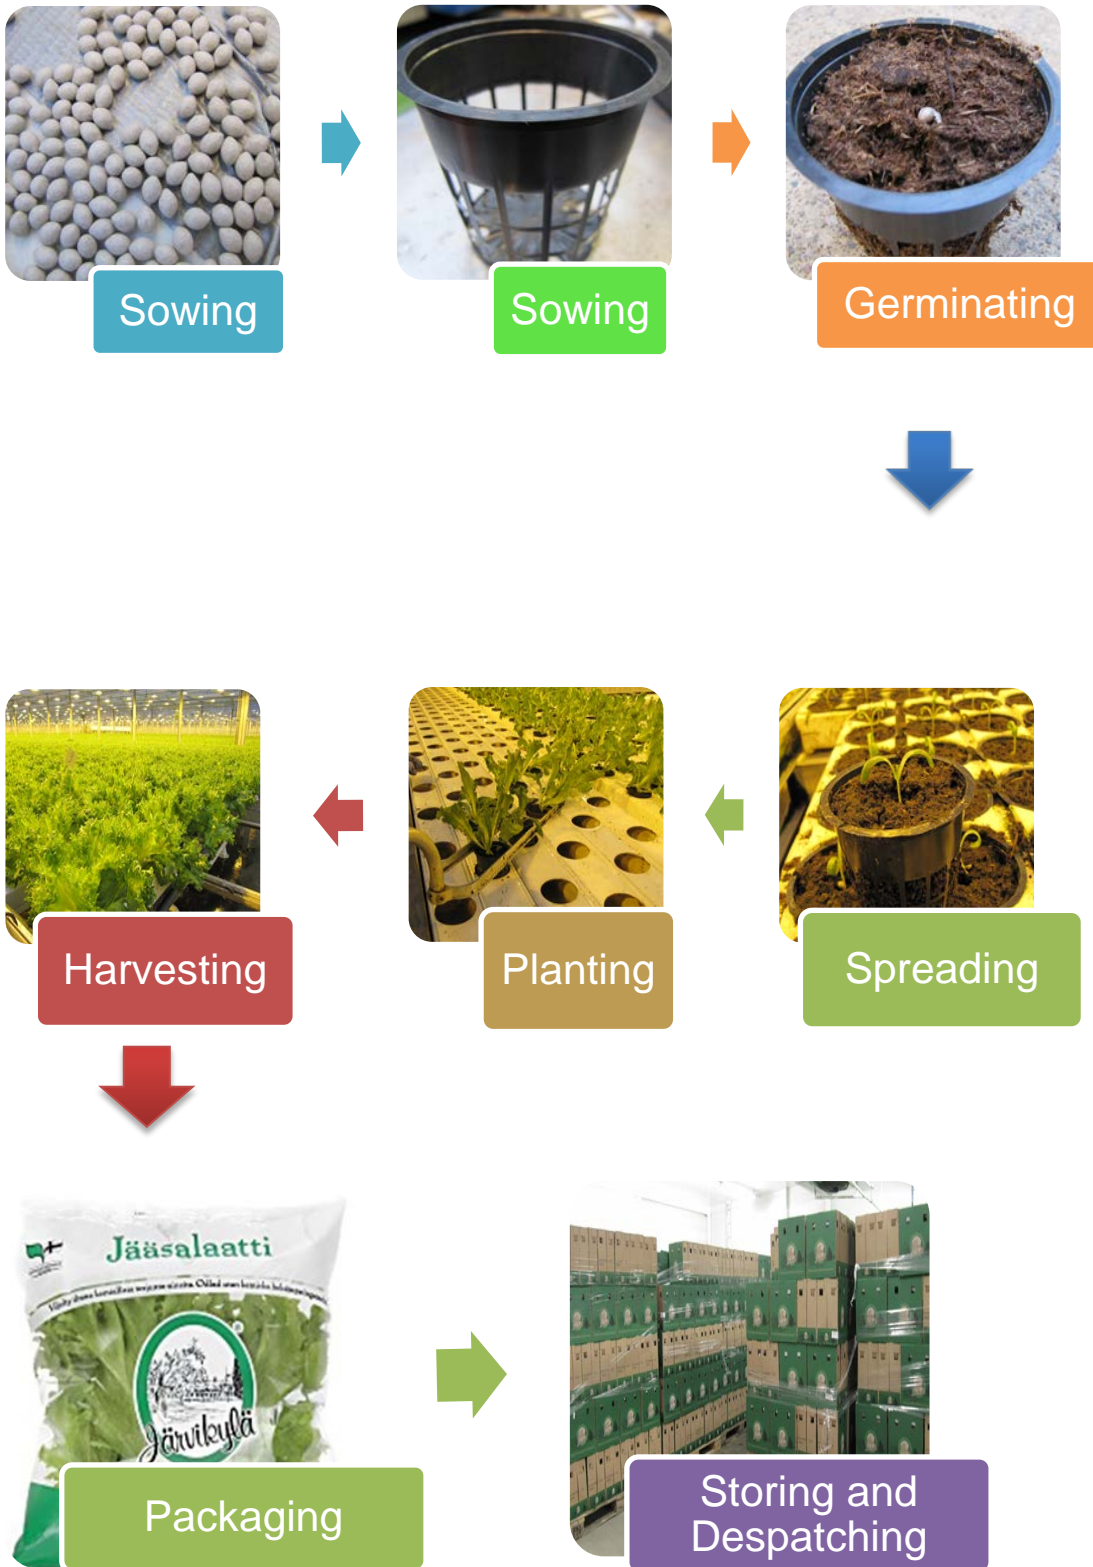 Sowing
Sowing
Germinating
Spreading
Planting
Harvesting
Jääsalaatti
Järvikylä
Packaging
Storing and
Despatching